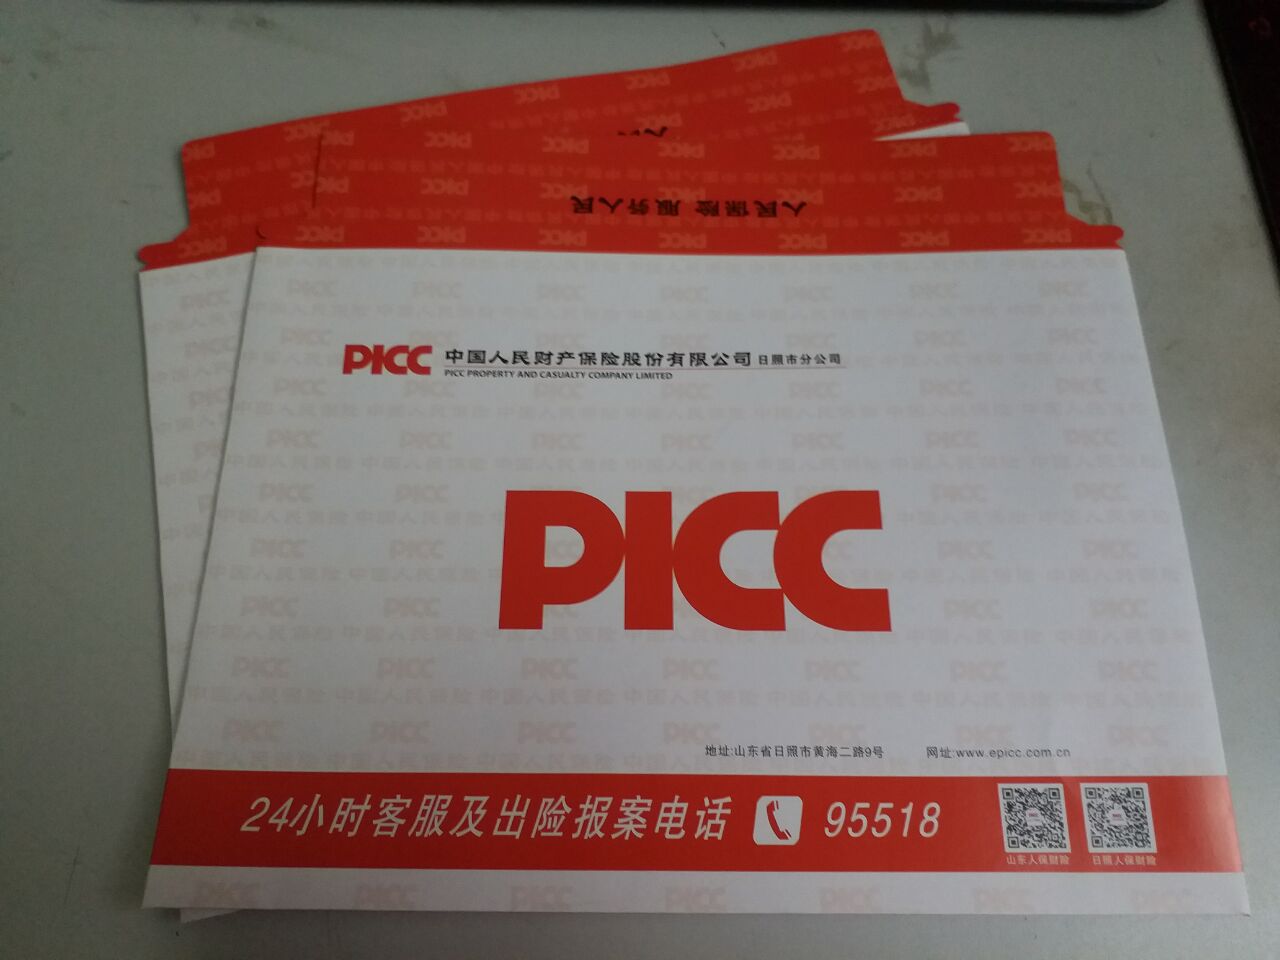 人民保险 服务人民
PICC 中国人民财产保险股份有限公司 日照市分公司
PICC PROPERTY AND CASUALTY COMPANY LIMITED
PICC
地址:山东省日照市黄海二路9号 网址:www.epicc.com.cn
24小时客服及出险报案电话 95518
山东人保财险 日照人保财险